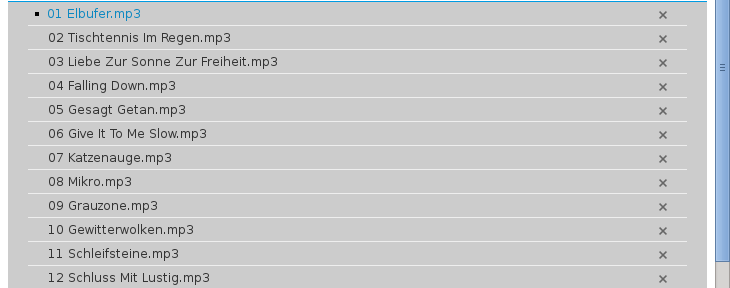 01 Elbufer.mp3
02 Tischtennis Im Regen.mp3
03 Liebe Zur Sonne Zur Freiheit.mp3
04 Falling Down.mp3
05 Gesagt Getan.mp3
06 Give It To Me Slow.mp3
07 Katzenauge.mp3
08 Mikro.mp3
09 Grauzone.mp3
10 Gewitterwolken.mp3
11 Schleifsteine.mp3
12 Schluss Mit Lustig.mp3